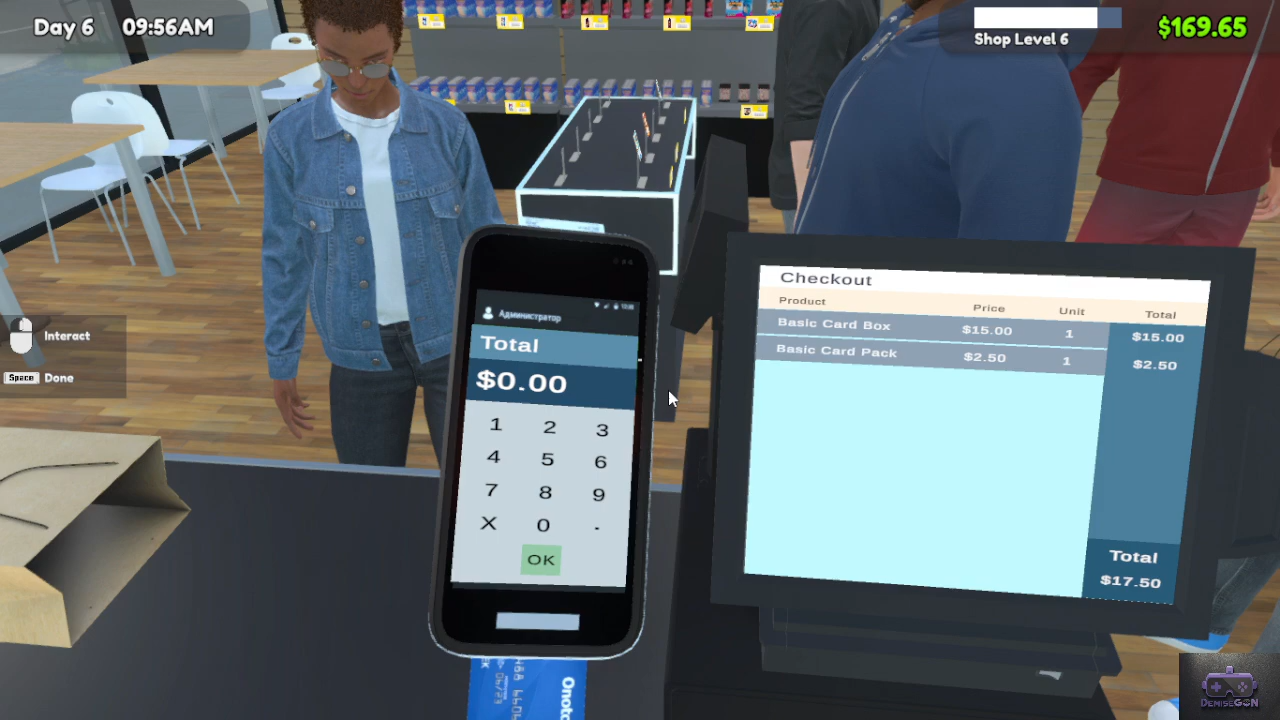 Day 6 09:56AM
Shop Level 6
$169.65
Interact
Space Done
Администратор
Total
$0.00
1 2 3
4 5 6
7 8 9
X 0 .
OK
Checkout
Product Price Unit Total
Basic Card Box $15.00 1 $15.00
Basic Card Pack $2.50 1 $2.50
Total
$17.50
DEMISEGON